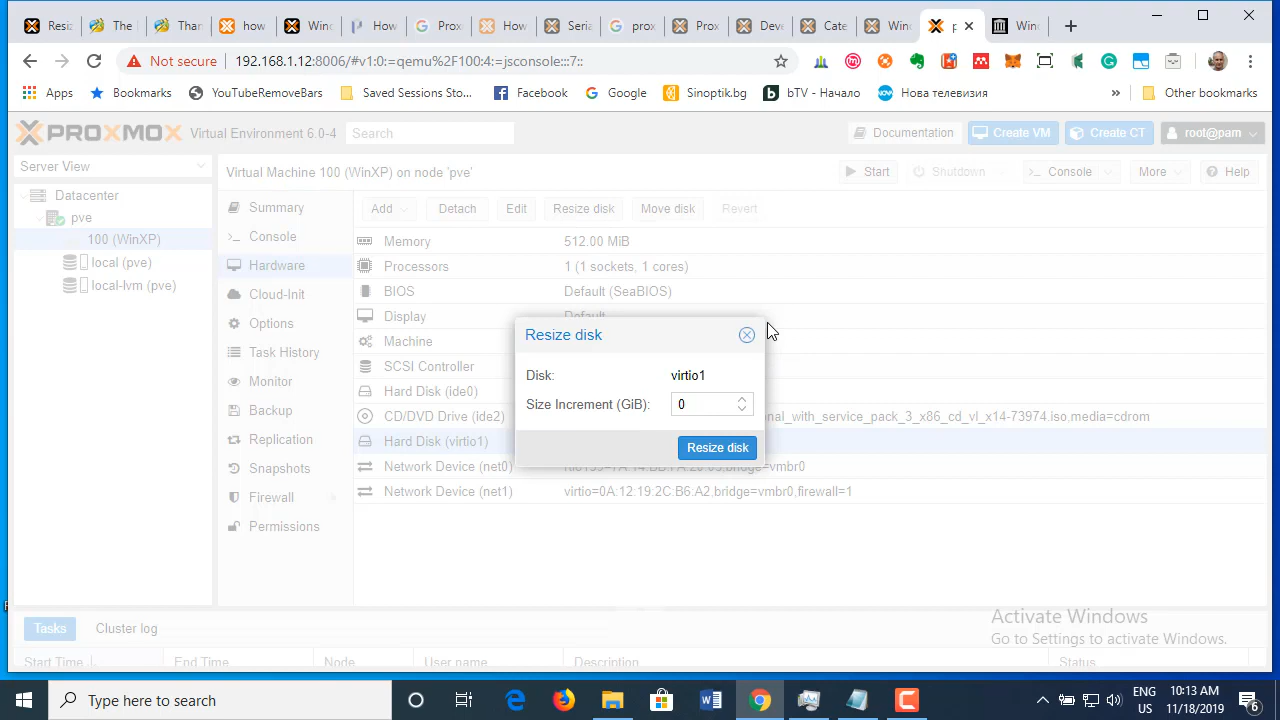 Resiz
The
Thar
how
Winc
How
Prox
How
Seria
prox
Prox
Deve
Cate
Winc
p
Winc
Not secure
192.168.1.12:8006/#v1:0:=qemu%2F100:4:=jsconsole:::7::
Apps
Bookmarks
YouTubeRemoveBars
Saved Sessions Sto...
Facebook
Google
Sinoptik.bg
bTV - Начало
Нова телевизия
»
Other bookmarks
PROXMOX
Virtual Environment 6.0-4
Search
Documentation
Create VM
Create CT
root@pam
Server View
Virtual Machine 100 (WinXP) on node 'pve'
Start
Shutdown
Console
More
Help
Datacenter
pve
100 (WinXP)
local (pve)
local-lvm (pve)
Summary
Console
Hardware
Cloud-Init
Options
Task History
Monitor
Backup
Replication
Snapshots
Firewall
Permissions
Add
Detach
Edit
Resize disk
Move disk
Revert
Memory 512.00 MiB
Processors 1 (1 sockets, 1 cores)
BIOS Default (SeaBIOS)
Display Default
Machine
SCSI Controller
Hard Disk (ide0)
CD/DVD Drive (ide2) onal_with_service_pack_3_x86_cd_vl_x14-73974.iso,media=cdrom
Hard Disk (virtio1)
Network Device (net0) bridge=vmbr0
Network Device (net1) virtio=0A:12:19:2C:B6:A2,bridge=vmbr0,firewall=1
Resize disk
Disk: virtio1
Size Increment (GiB): 0
Resize disk
Tasks
Cluster log
Start Time
End Time
Node
User name
Description
Status
Activate Windows
Go to Settings to activate Windows.
Type here to search
ENG
US
10:13 AM
11/18/2019
6